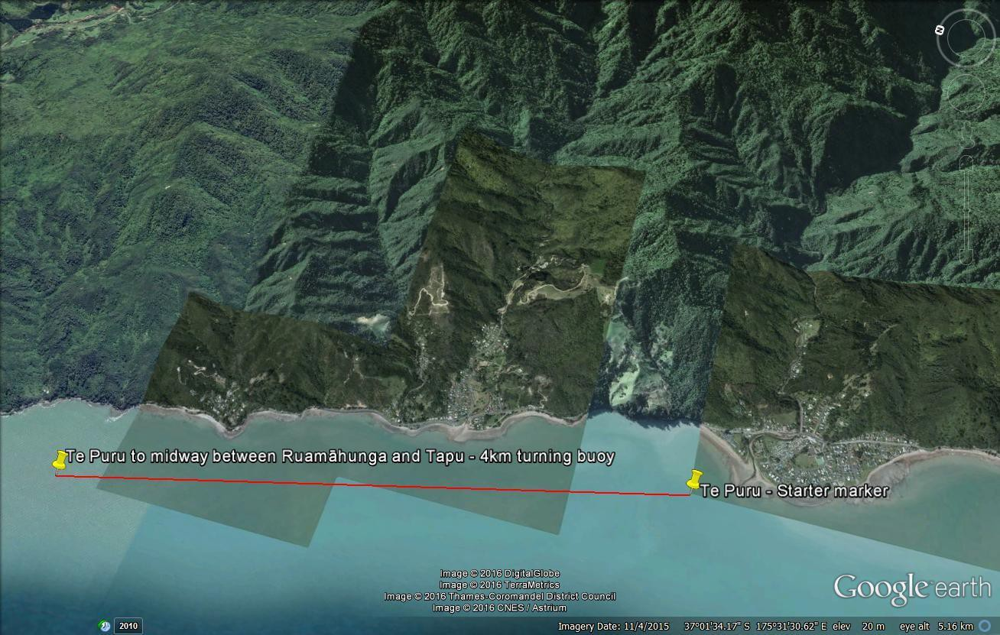 N
Te Puru to midway between Ruamāhunga and Tapu - 4km turning buoy
Te Puru - Starter marker
Image © 2016 DigitalGlobe
Image © 2016 TerraMetrics
Image © 2016 Thames-Coromandel District Council
Image © 2016 CNES / Astrium
Google earth
2010
Imagery Date: 11/4/2015 37°01'34.17" S 175°31'30.62" E elev 20 m eye alt 5.16 km